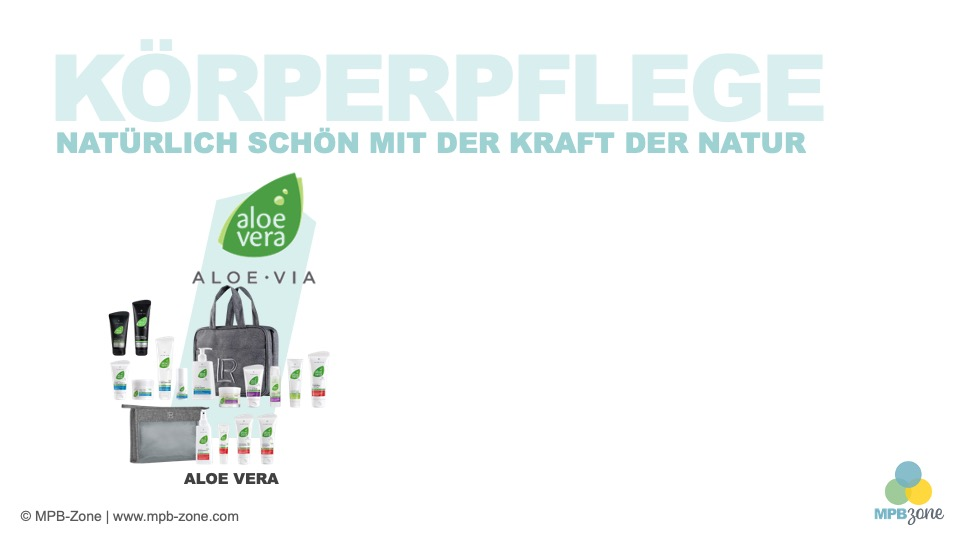 KÖRPERPFLEGE
NATÜRLICH SCHÖN MIT DER KRAFT DER NATUR
aloe
vera
ALOE·VIA
LR
ALOE VERA
© MPB-Zone | www.mpb-zone.com
MPBzone